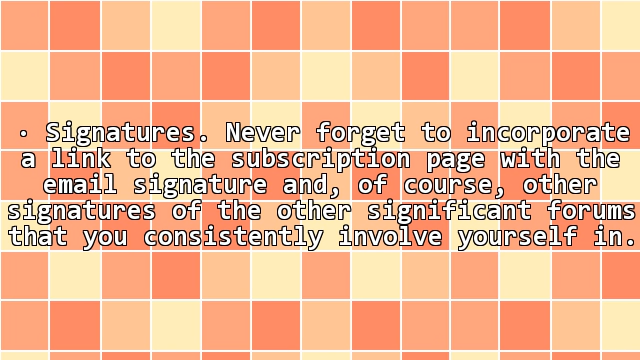 · Signatures. Never forget to incorporate
a link to the subscription page with the
email signature and, of course, other
signatures of the other significant forums
that you consistently involve yourself in.